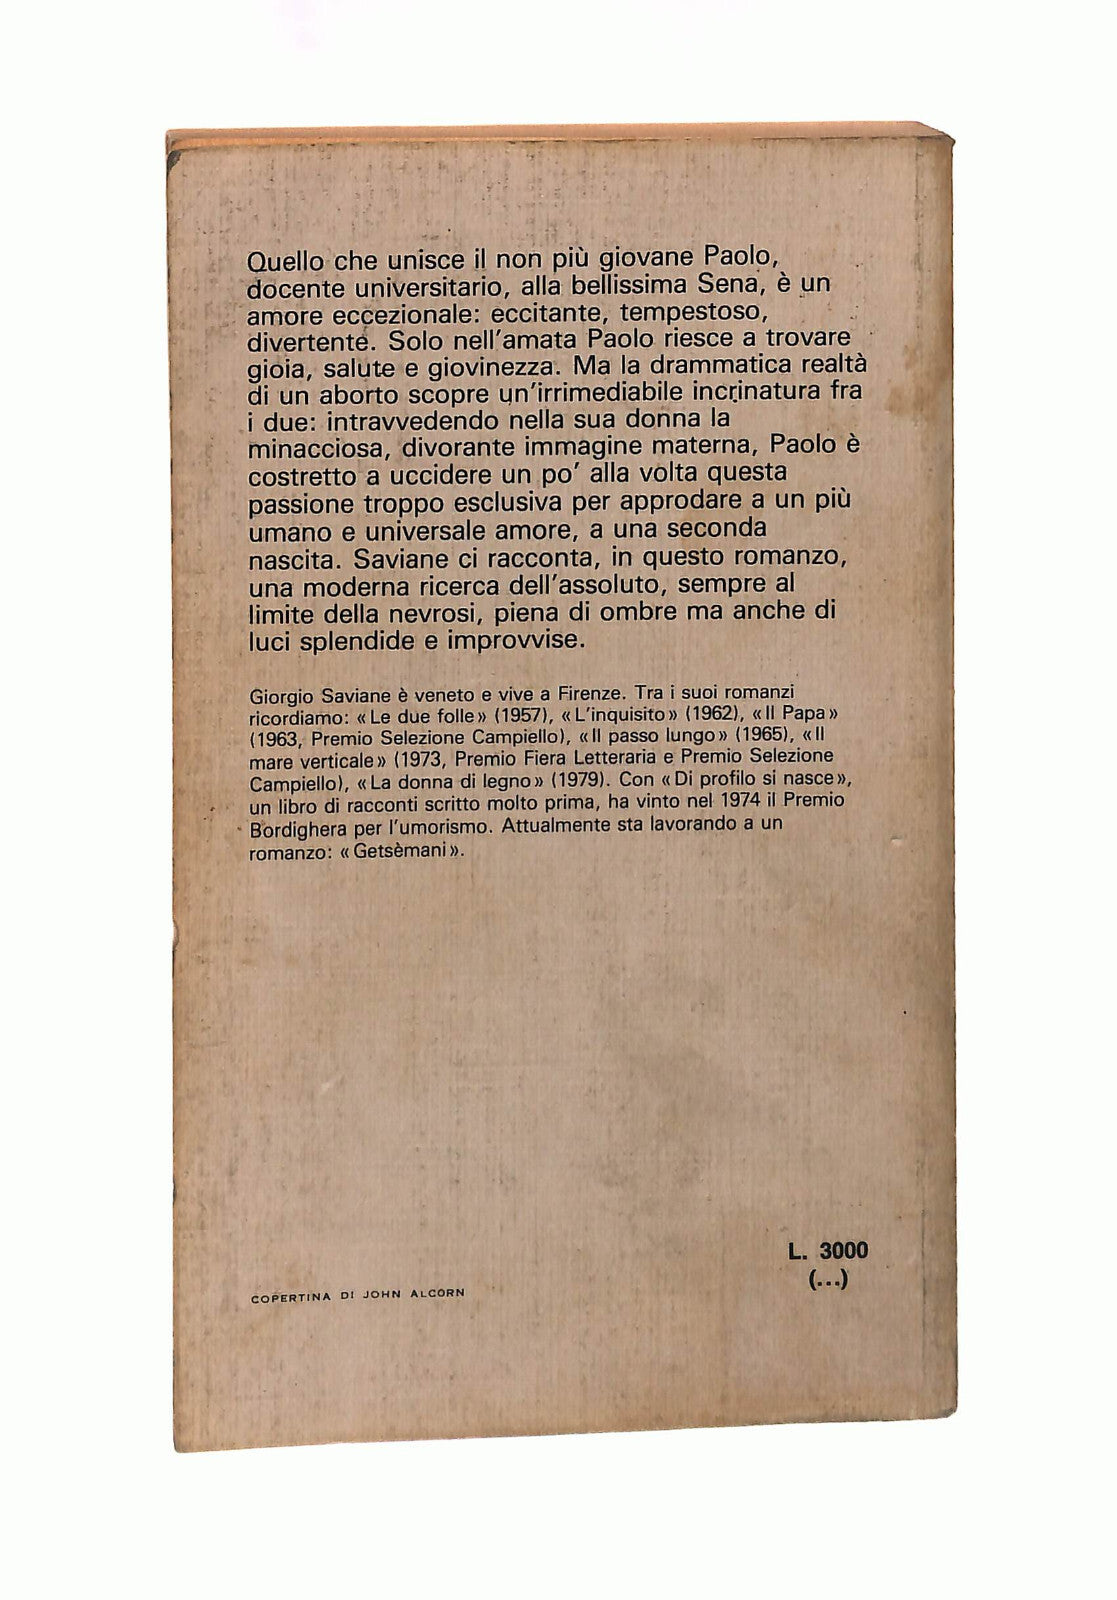 Quello che unisce il non più giovane Paolo,
docente universitario, alla bellissima Sena, è un
amore eccezionale: eccitante, tempestoso,
divertente. Solo nell'amata Paolo riesce a trovare
gioia, salute e giovinezza. Ma la drammatica realtà
di un aborto scopre un'irrimediabile incrinatura fra
i due: intravvedendo nella sua donna la
minacciosa, divorante immagine materna, Paolo è
costretto a uccidere un po' alla volta questa
passione troppo esclusiva per approdare a un più
umano e universale amore, a una seconda
nascita. Saviane ci racconta, in questo romanzo,
una moderna ricerca dell'assoluto, sempre al
limite della nevrosi, piena di ombre ma anche di
luci splendide e improvvise.
Giorgio Saviane è veneto e vive a Firenze. Tra i suoi romanzi
ricordiamo: «Le due folle» (1957), «L'inquisito» (1962), «Il Papa»
(1963, Premio Selezione Campiello), «Il passo lungo» (1965), «Il
mare verticale» (1973, Premio Fiera Letteraria e Premio Selezione
Campiello), «La donna di legno» (1979). Con «Di profilo si nasce»,
un libro di racconti scritto molto prima, ha vinto nel 1974 il Premio
Bordighera per l'umorismo. Attualmente sta lavorando a un
romanzo: «Getsèmani».
L. 3000
(...)
COPERTINA DI JOHN ALCORN